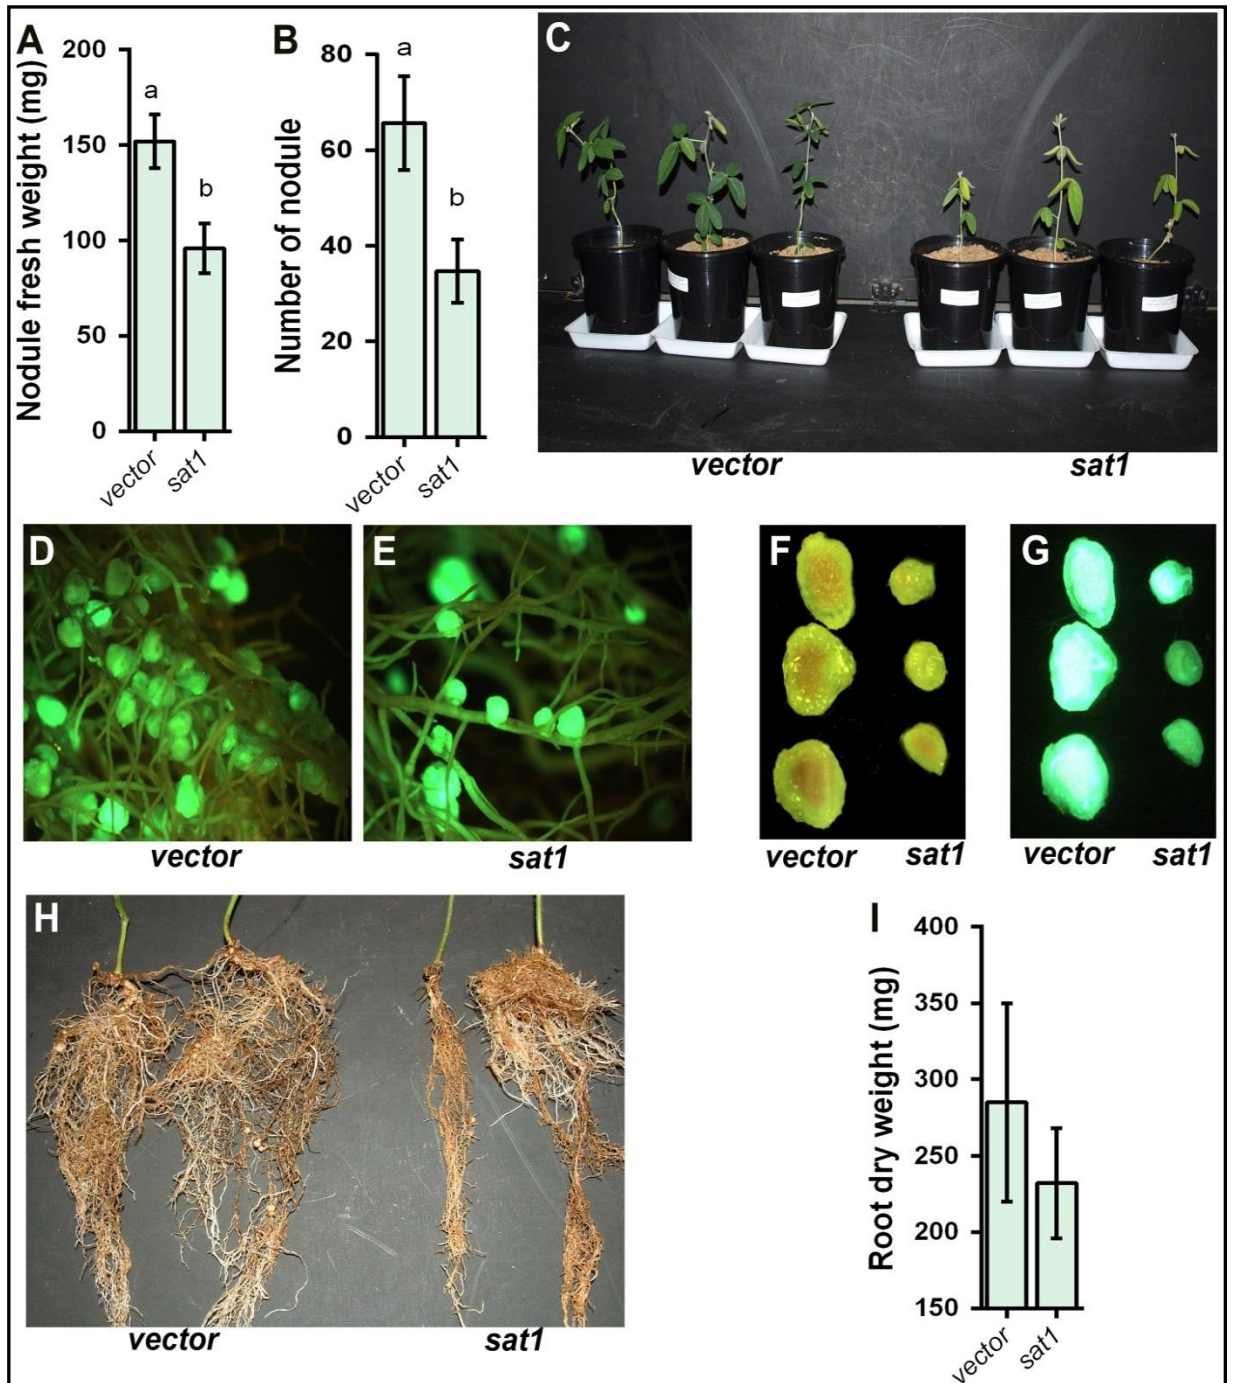 A
Nodule fresh weight (mg)
200
150
100
50
0
a
b
vector
sat1
B
Number of nodule
80
60
40
20
0
a
b
vector
sat1
C
vector
sat1
D
vector
E
sat1
F
vector
sat1
G
vector
sat1
H
vector
sat1
I
Root dry weight (mg)
400
350
300
250
200
150
vector
sat1